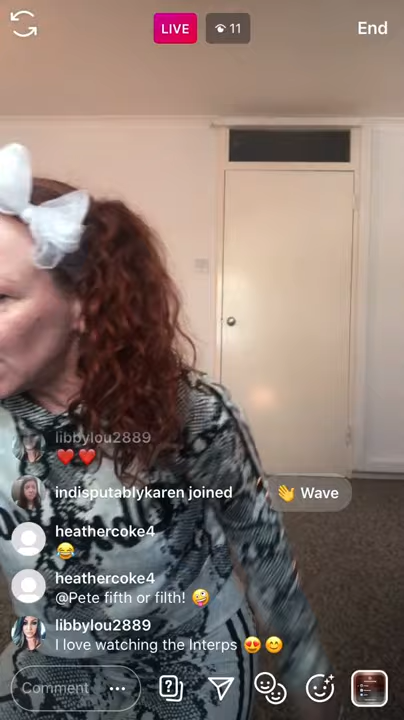 LIVE
11
End
libbylou2889
❤️❤️
indisputablykaren joined
👋 Wave
heathercoke4
😂
heathercoke4
@Pete fifth or filth! 🤪
libbylou2889
I love watching the Interps 😍😊
Comment